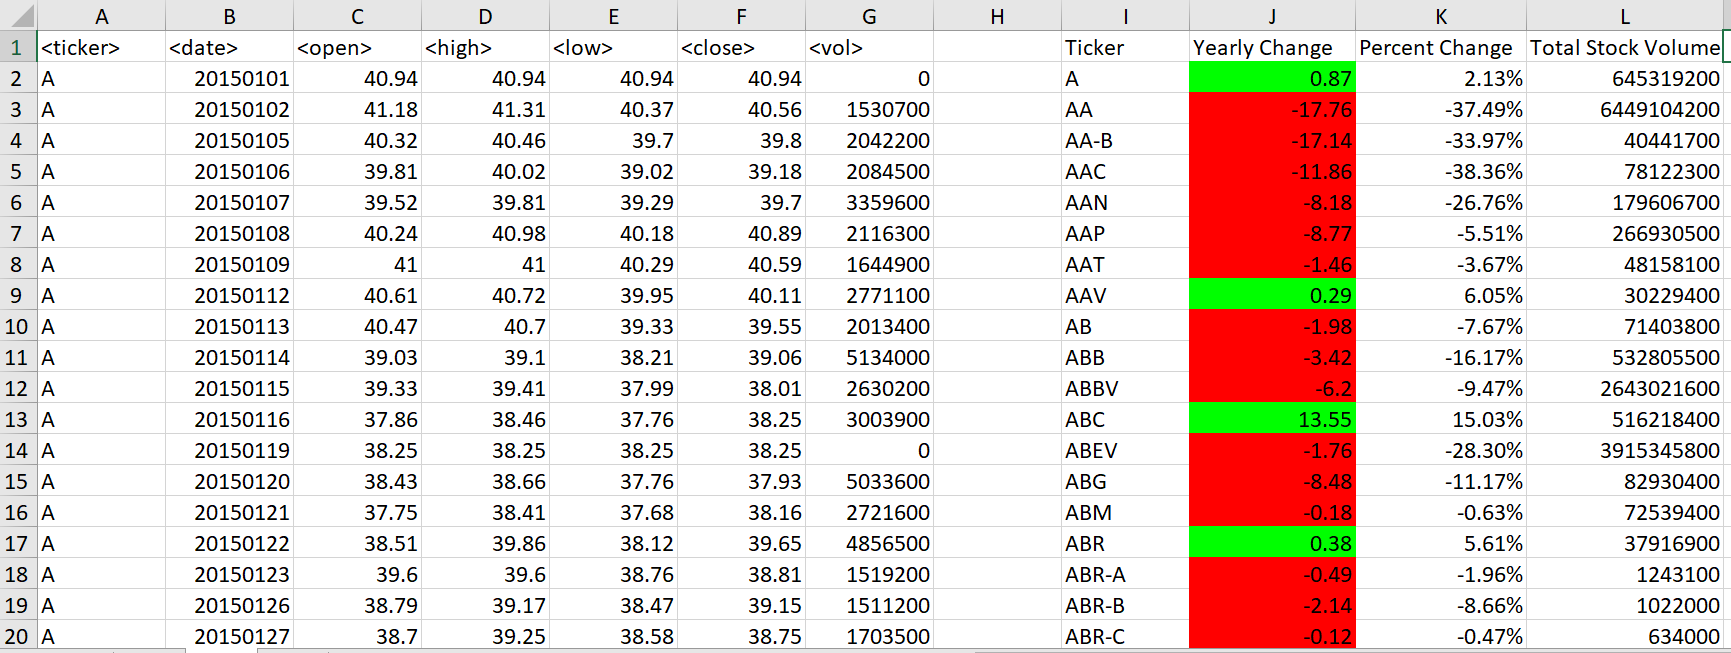 A B C D E F G H I J K L
1 <ticker> <date> <open> <high> <low> <close> <vol> Ticker Yearly Change Percent Change Total Stock Volume
2 A 20150101 40.94 40.94 40.94 40.94 0 A 0.87 2.13% 645319200
3 A 20150102 41.18 41.31 40.37 40.56 1530700 AA -17.76 -37.49% 6449104200
4 A 20150105 40.32 40.46 39.7 39.8 2042200 AA-B -17.14 -33.97% 40441700
5 A 20150106 39.81 40.02 39.02 39.18 2084500 AAC -11.86 -38.36% 78122300
6 A 20150107 39.52 39.81 39.29 39.7 3359600 AAN -8.18 -26.76% 179606700
7 A 20150108 40.24 40.98 40.18 40.89 2116300 AAP -8.77 -5.51% 266930500
8 A 20150109 41 41 40.29 40.59 1644900 AAT -1.46 -3.67% 48158100
9 A 20150112 40.61 40.72 39.95 40.11 2771100 AAV 0.29 6.05% 30229400
10 A 20150113 40.47 40.7 39.33 39.55 2013400 AB -1.98 -7.67% 71403800
11 A 20150114 39.03 39.1 38.21 39.06 5134000 ABB -3.42 -16.17% 532805500
12 A 20150115 39.33 39.41 37.99 38.01 2630200 ABBV -6.2 -9.47% 2643021600
13 A 20150116 37.86 38.46 37.76 38.25 3003900 ABC 13.55 15.03% 516218400
14 A 20150119 38.25 38.25 38.25 38.25 0 ABEV -1.76 -28.30% 3915345800
15 A 20150120 38.43 38.66 37.76 37.93 5033600 ABG -8.48 -11.17% 82930400
16 A 20150121 37.75 38.41 37.68 38.16 2721600 ABM -0.18 -0.63% 72539400
17 A 20150122 38.51 39.86 38.12 39.65 4856500 ABR 0.38 5.61% 37916900
18 A 20150123 39.6 39.6 38.76 38.81 1519200 ABR-A -0.49 -1.96% 1243100
19 A 20150126 38.79 39.17 38.47 39.15 1511200 ABR-B -2.14 -8.66% 1022000
20 A 20150127 38.7 39.25 38.58 38.75 1703500 ABR-C -0.12 -0.47% 634000